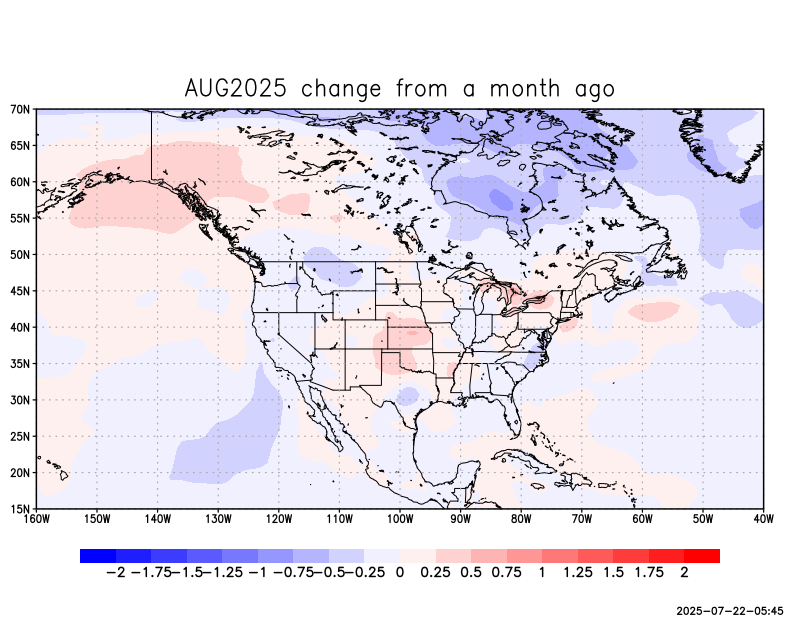 AUG2025 change from a month ago
70N
65N
60N
55N
50N
45N
40N
35N
30N
25N
20N
15N
160W 150W 140W 130W 120W 110W 100W 90W 80W 70W 60W 50W 40W
−2 −1.75 −1.5 −1.25 −1 −0.75 −0.5 −0.25 0 0.25 0.5 0.75 1 1.25 1.5 1.75 2
2025−07−22−05:45